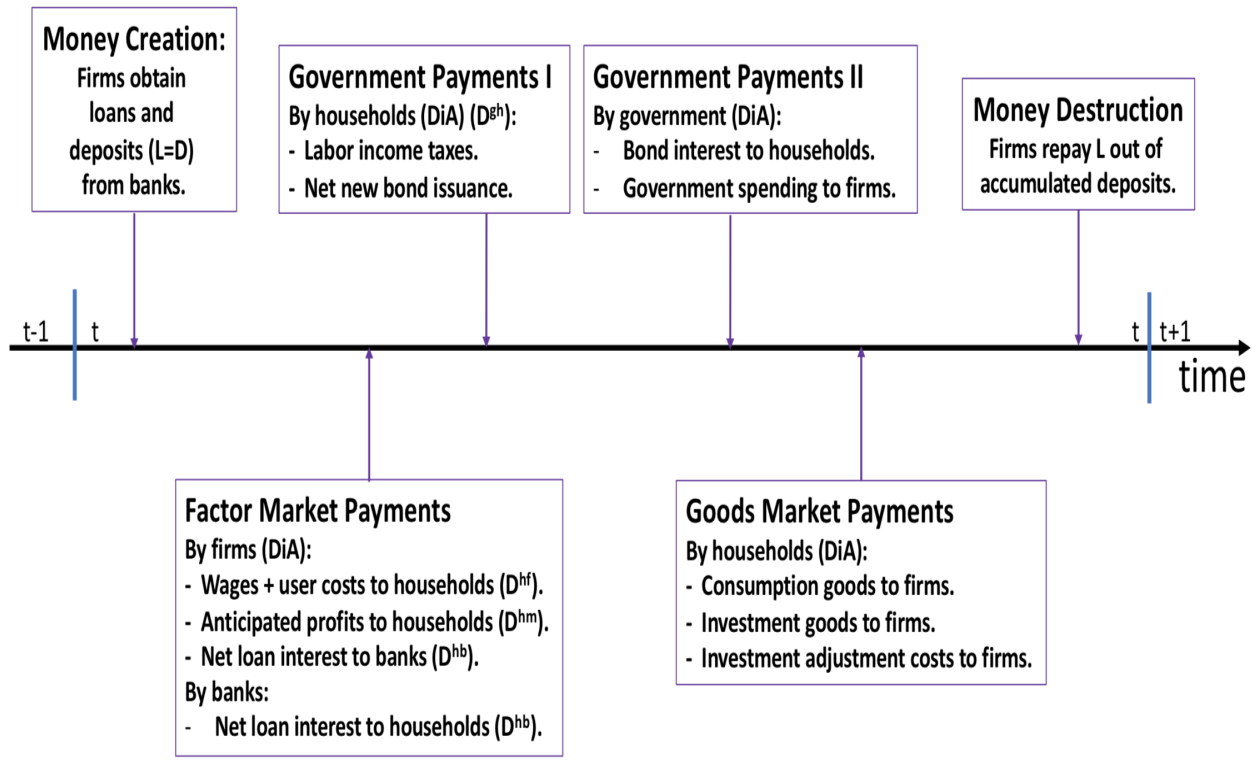 Money Creation:
Firms obtain
loans and
deposits (L=D)
from banks.
Government Payments I
By households (DiA) (Dᵍʰ):
- Labor income taxes.
- Net new bond issuance.
Government Payments II
By government (DiA):
- Bond interest to households.
- Government spending to firms.
Money Destruction
Firms repay L out of
accumulated deposits.
t-1
t
t
t+1
time
Factor Market Payments
By firms (DiA):
- Wages + user costs to households (Dʰᶠ).
- Anticipated profits to households (Dʰᵐ).
- Net loan interest to banks (Dʰᵇ).
By banks:
- Net loan interest to households (Dʰᵇ).
Goods Market Payments
By households (DiA):
- Consumption goods to firms.
- Investment goods to firms.
- Investment adjustment costs to firms.